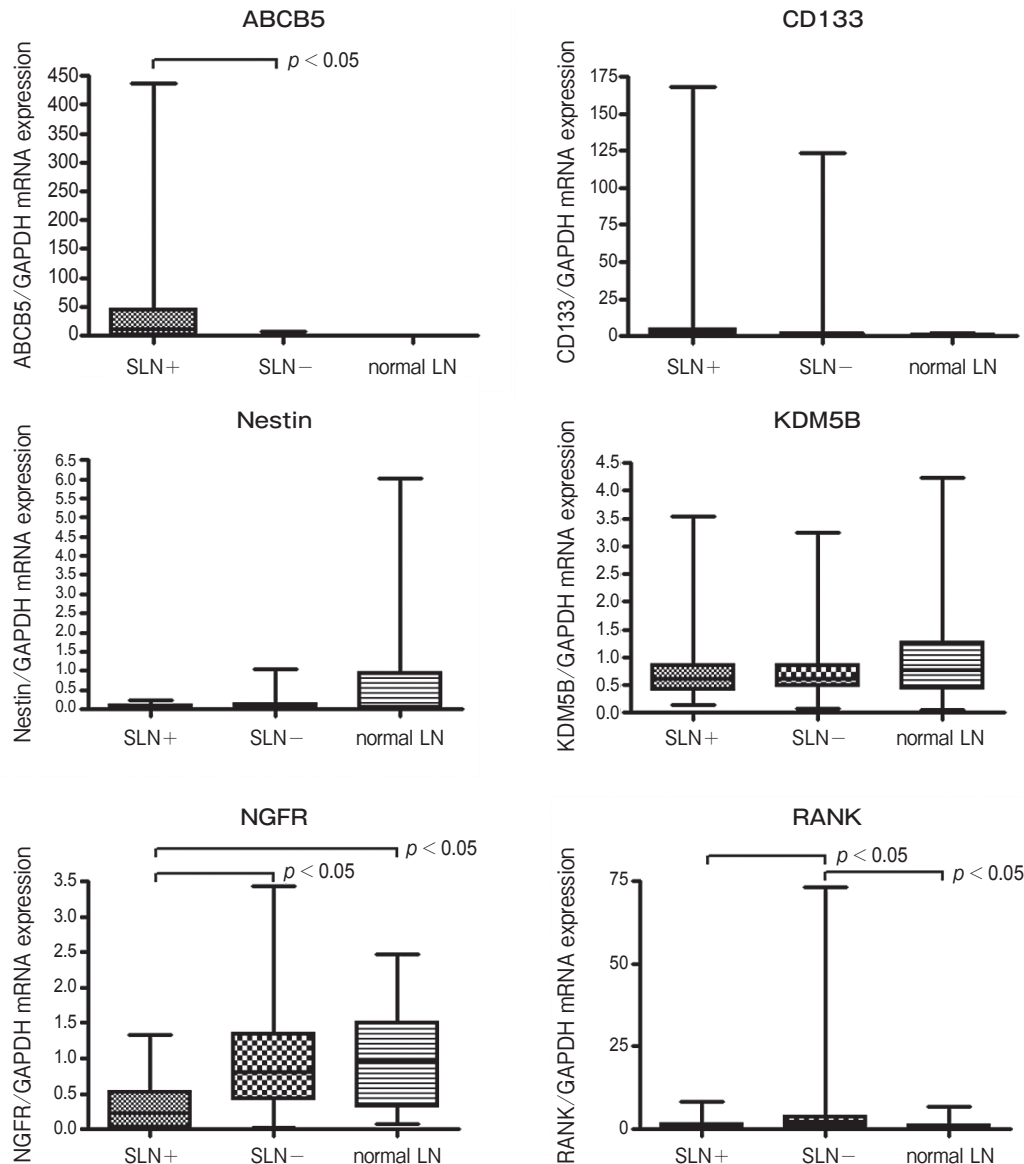 ABCB5
p < 0.05
ABCB5/GAPDH mRNA expression
450
400
350
300
250
200
150
100
50
0
SLN+ SLN− normal LN
CD133
CD133/GAPDH mRNA expression
175
150
125
100
75
50
25
0
SLN+ SLN− normal LN
Nestin
Nestin/GAPDH mRNA expression
6.5
6.0
5.5
5.0
4.5
4.0
3.5
3.0
2.5
2.0
1.5
1.0
0.5
0.0
SLN+ SLN− normal LN
KDM5B
KDM5B/GAPDH mRNA expression
4.5
4.0
3.5
3.0
2.5
2.0
1.5
1.0
0.5
0.0
SLN+ SLN− normal LN
NGFR
p < 0.05
p < 0.05
NGFR/GAPDH mRNA expression
3.5
3.0
2.5
2.0
1.5
1.0
0.5
0.0
SLN+ SLN− normal LN
RANK
p < 0.05
p < 0.05
RANK/GAPDH mRNA expression
75
50
25
0
SLN+ SLN− normal LN